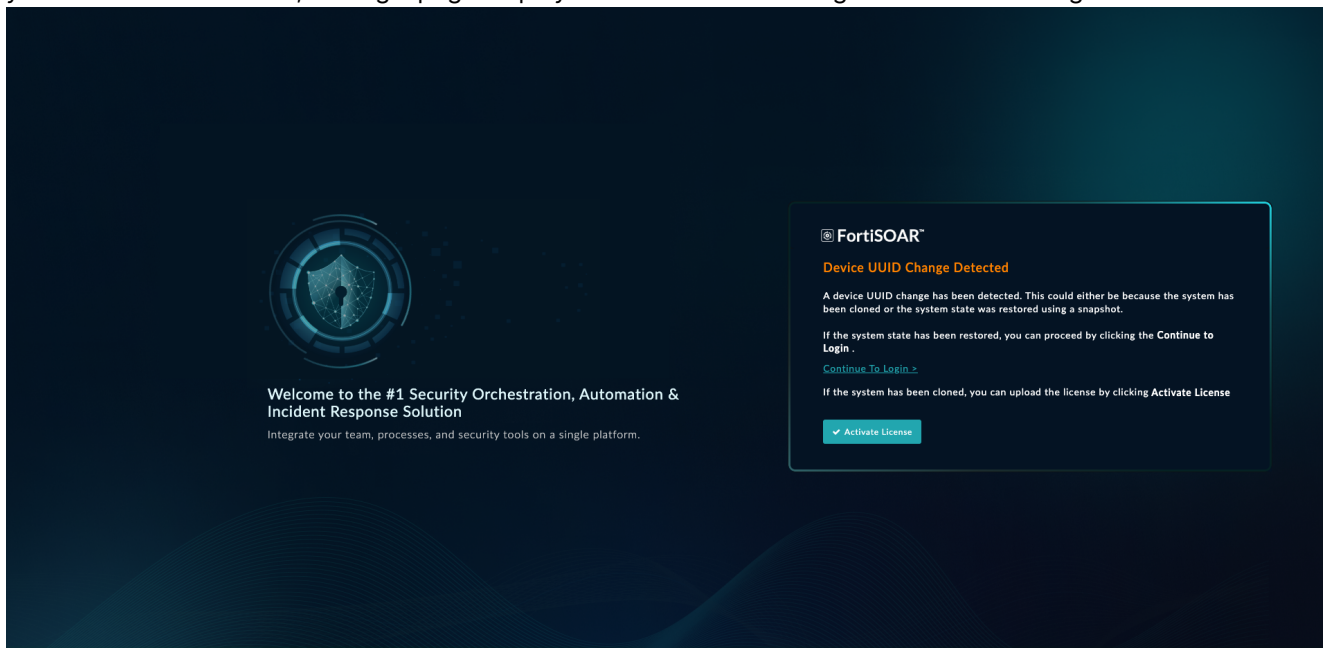 FortiSOAR™
Device UUID Change Detected
A device UUID change has been detected. This could either be because the system has
been cloned or the system state was restored using a snapshot.
If the system state has been restored, you can proceed by clicking the Continue to
Login .
Continue To Login >
If the system has been cloned, you can upload the license by clicking Activate License
✔ Activate License
Welcome to the #1 Security Orchestration, Automation &
Incident Response Solution
Integrate your team, processes, and security tools on a single platform.